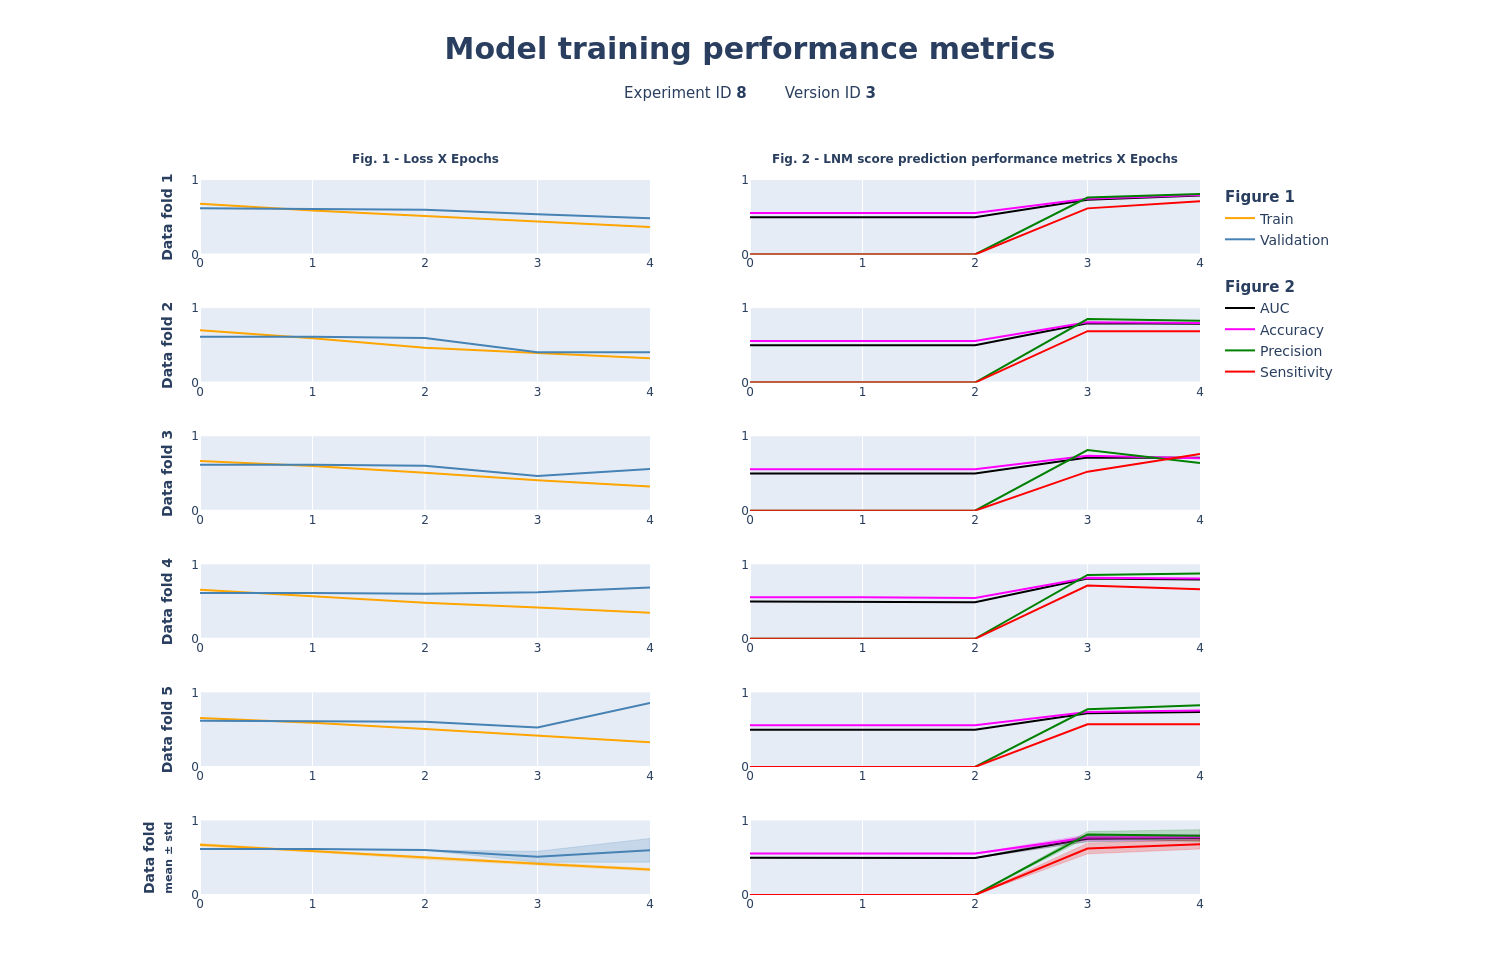 Model training performance metrics
Experiment ID 8 Version ID 3
Fig. 1 - Loss X Epochs
Fig. 2 - LNM score prediction performance metrics X Epochs
Data fold 1
1
0
0 1 2 3 4
1
0
0 1 2 3 4
Figure 1
Train
Validation
Figure 2
AUC
Accuracy
Precision
Sensitivity
Data fold 2
1
0
0 1 2 3 4
1
0
0 1 2 3 4
Data fold 3
1
0
0 1 2 3 4
1
0
0 1 2 3 4
Data fold 4
1
0
0 1 2 3 4
1
0
0 1 2 3 4
Data fold 5
1
0
0 1 2 3 4
1
0
0 1 2 3 4
Data fold
mean ± std
1
0
0 1 2 3 4
1
0
0 1 2 3 4